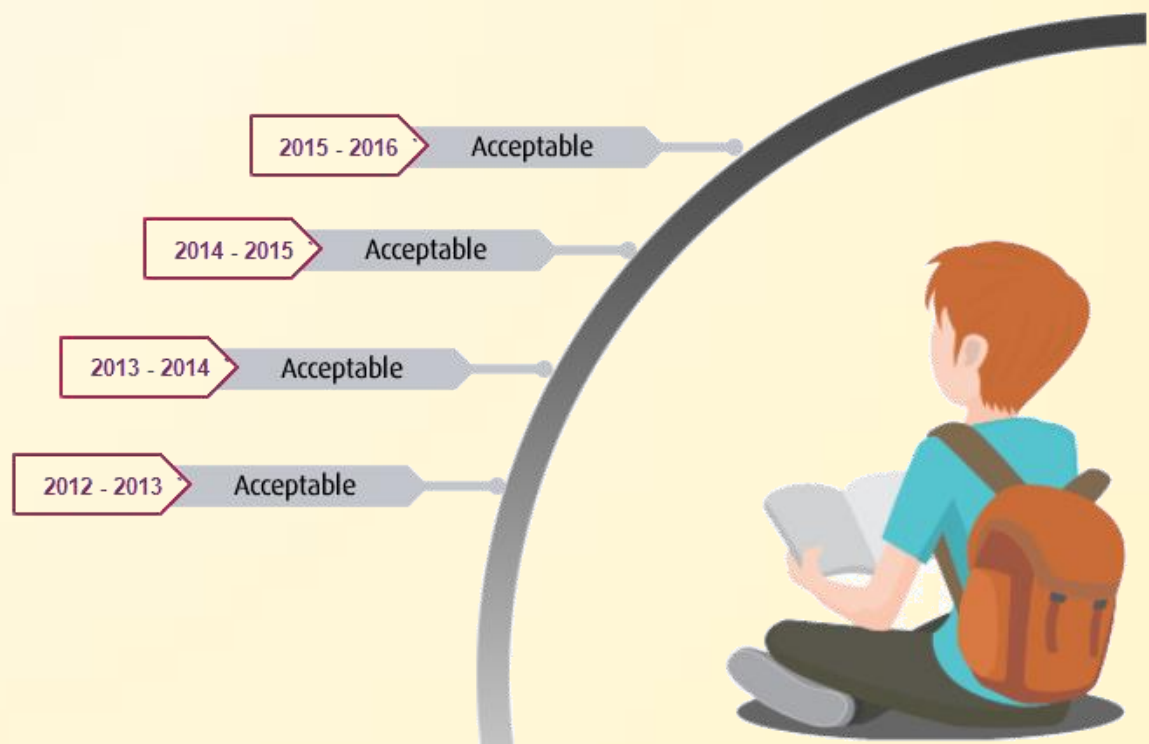 2015 - 2016 Acceptable
2014 - 2015 Acceptable
2013 - 2014 Acceptable
2012 - 2013 Acceptable